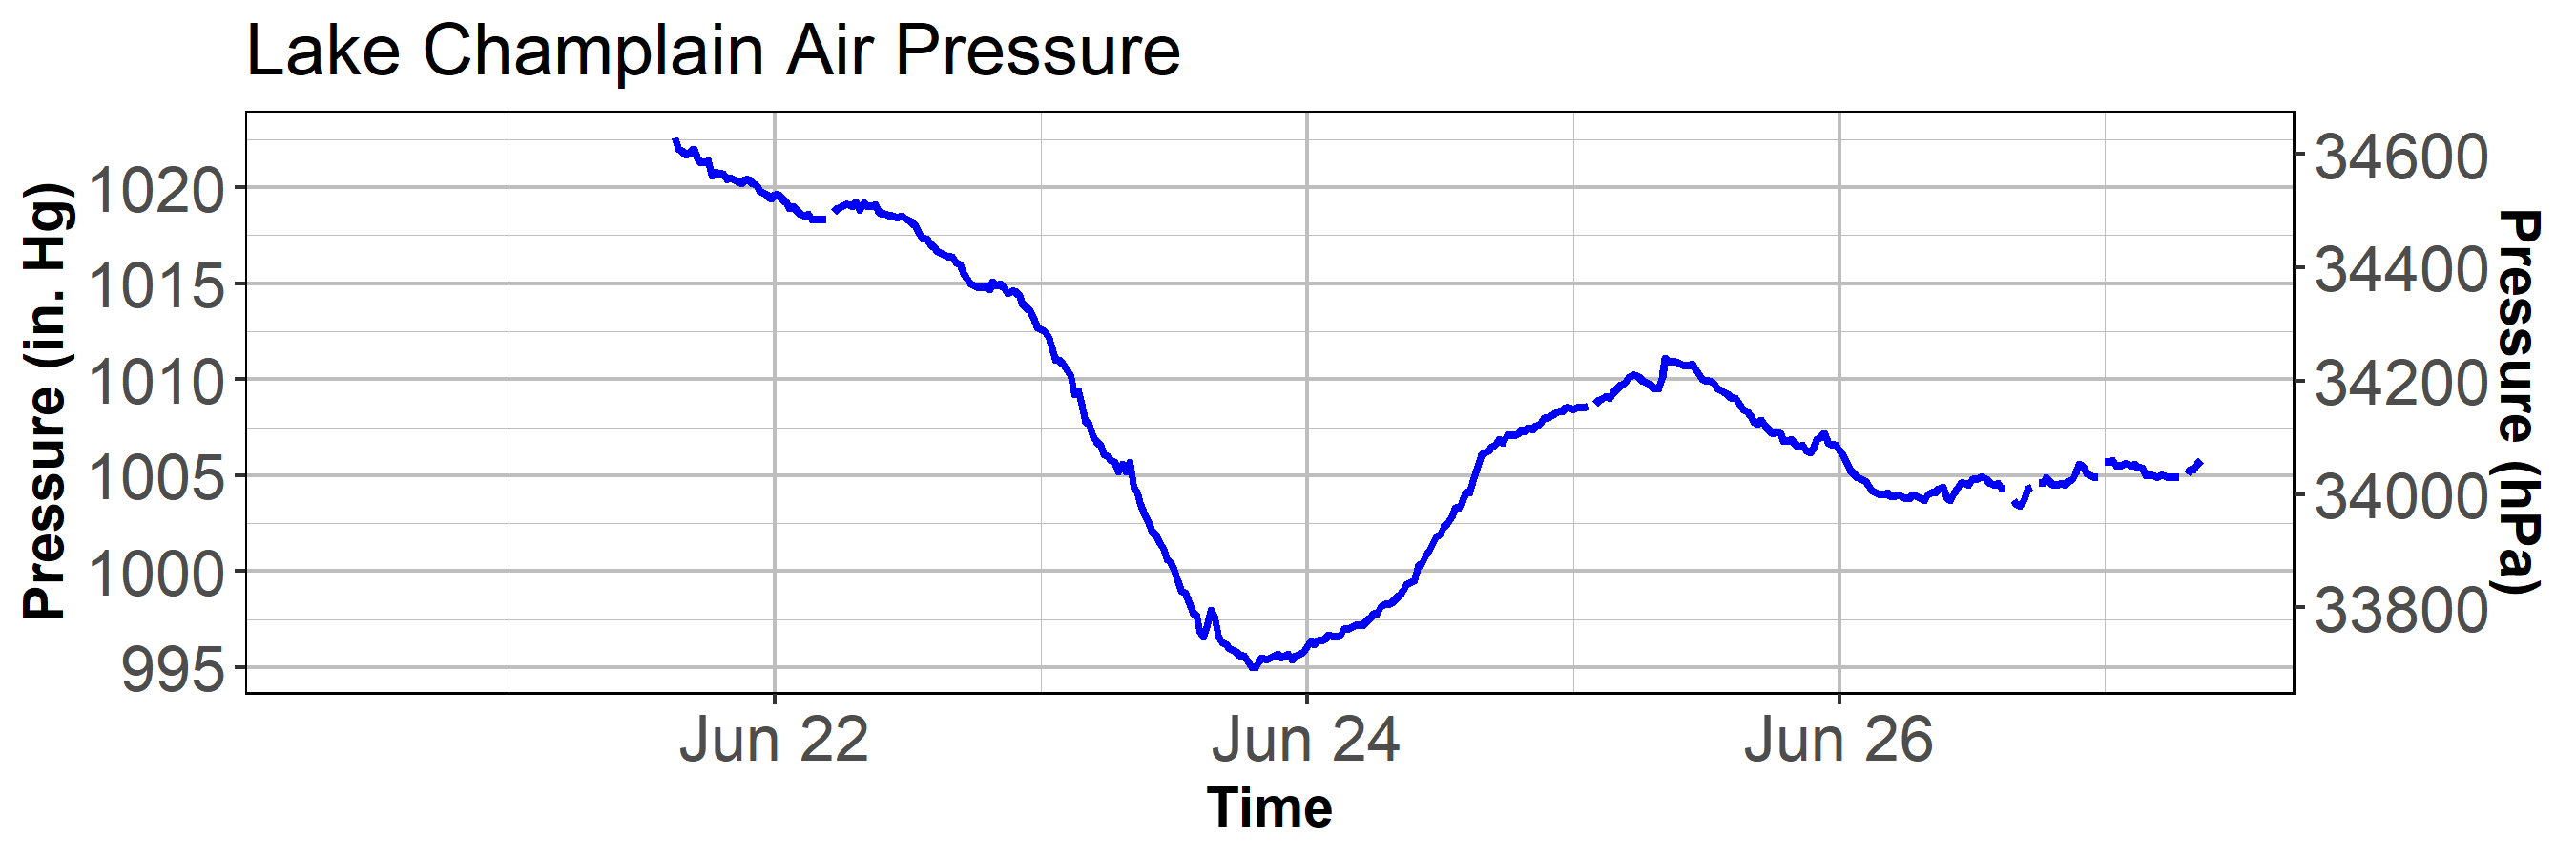 Lake Champlain Air Pressure
Pressure (in. Hg)
1020
1015
1010
1005
1000
995
34600
34400
34200
34000
33800
Pressure (hPa)
Jun 22
Jun 24
Jun 26
Time